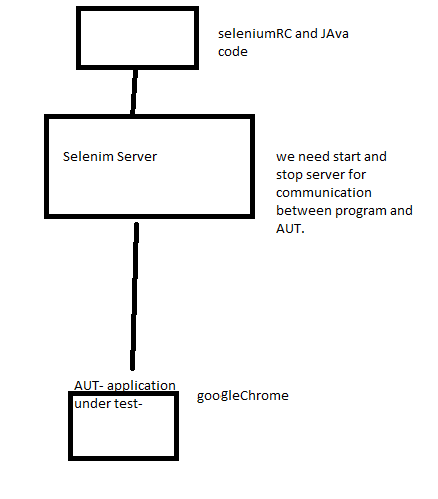 seleniumRC and JAva
code
Selenim Server
we need start and
stop server for
communication
between program and
AUT.
AUT- application
under test-
googleChrome